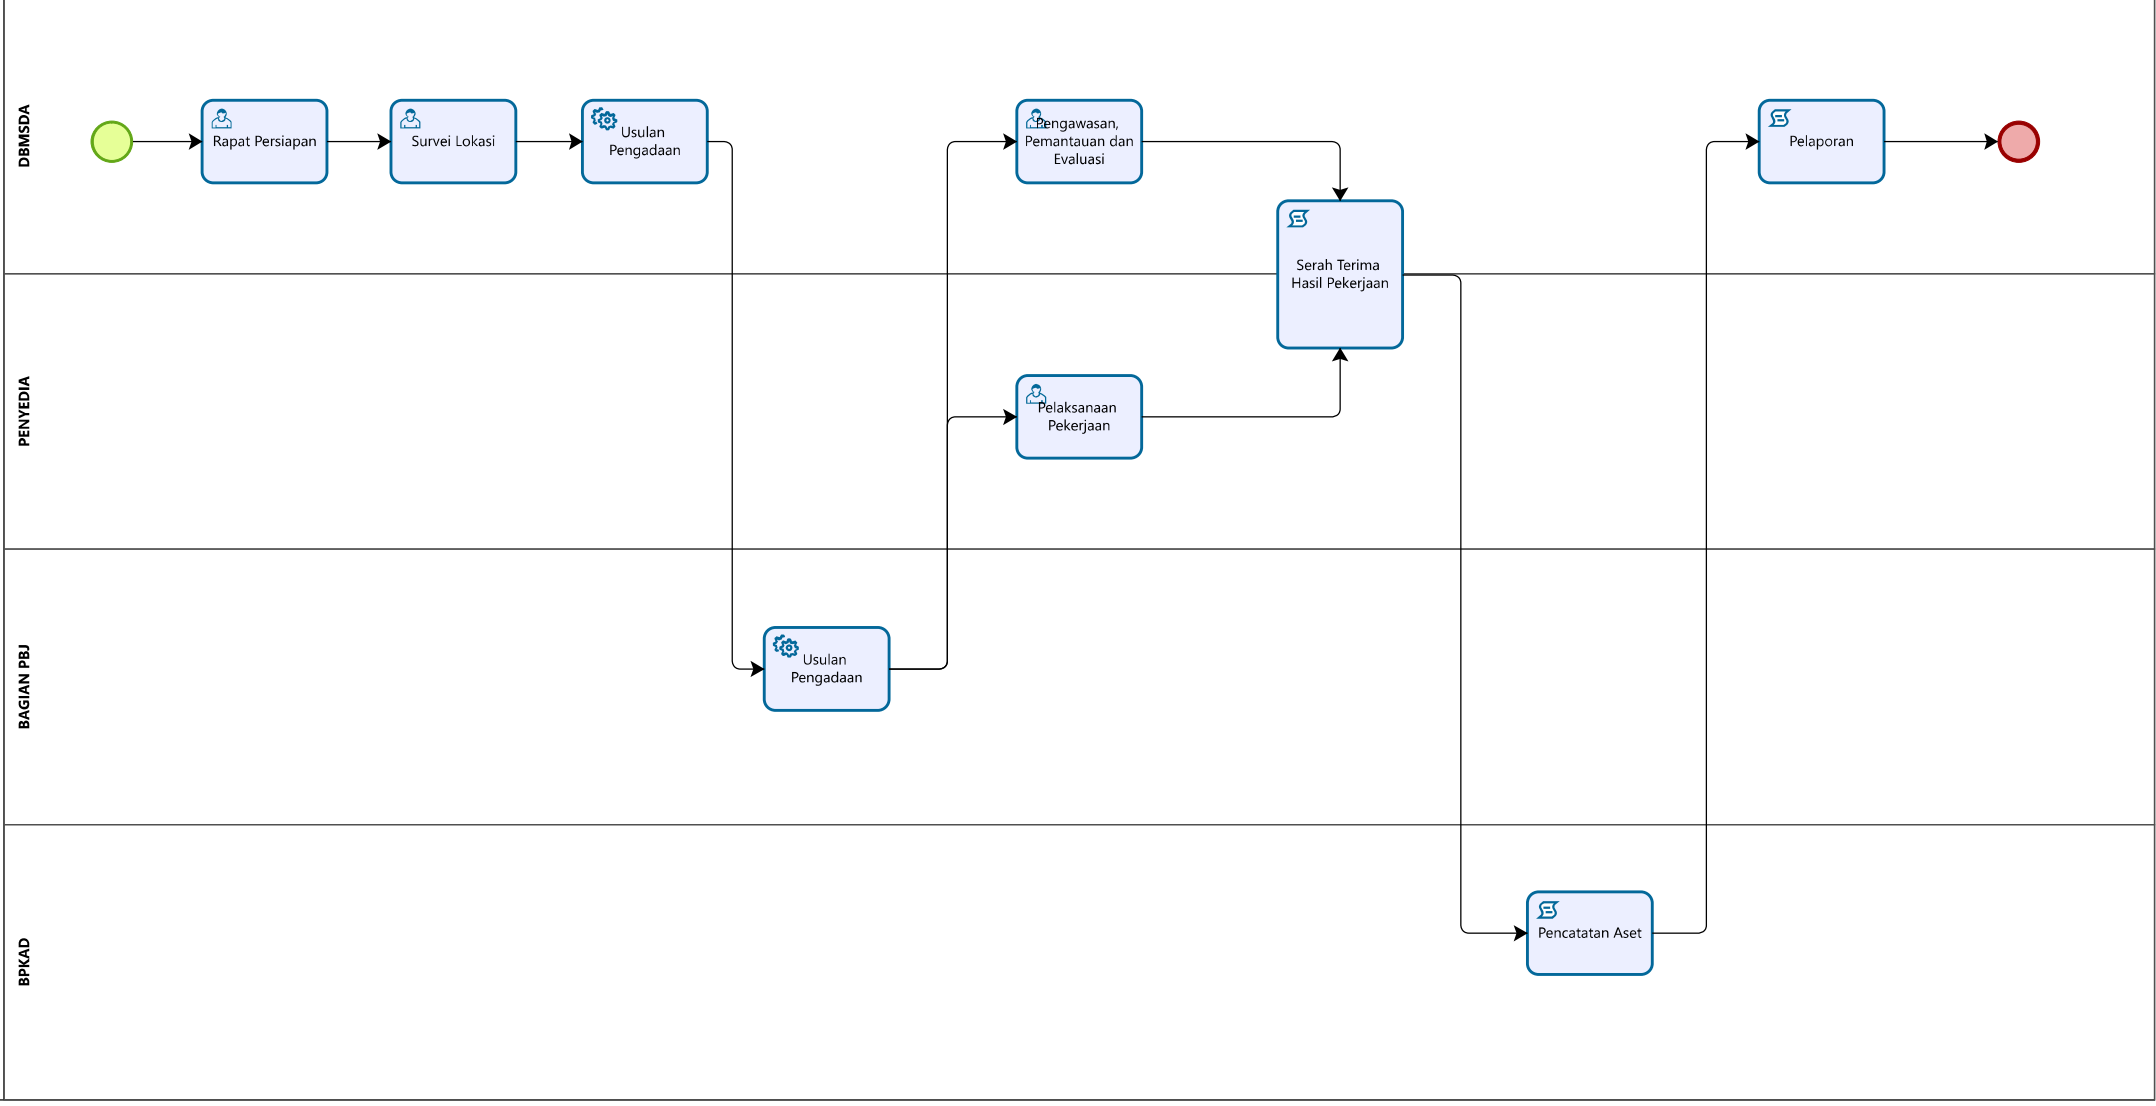 DBMSDA
Rapat Persiapan
Survei Lokasi
Usulan
Pengadaan
Pengawasan,
Pemantauan dan
Evaluasi
Pelaporan
Serah Terima
Hasil Pekerjaan
PENYEDIA
Pelaksanaan
Pekerjaan
BAGIAN PBJ
Usulan
Pengadaan
BPKAD
Pencatatan Aset